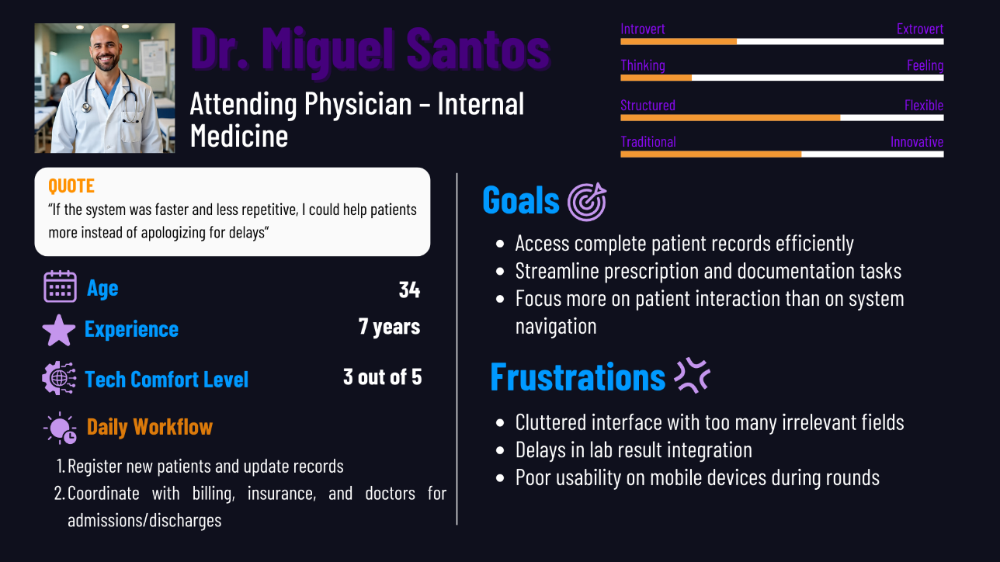 Dr. Miguel Santos
Attending Physician – Internal
Medicine
Introvert Extrovert
Thinking Feeling
Structured Flexible
Traditional Innovative
QUOTE
“If the system was faster and less repetitive, I could help patients
more instead of apologizing for delays”
Age 34
Experience 7 years
Tech Comfort Level 3 out of 5
Daily Workflow
1. Register new patients and update records
2. Coordinate with billing, insurance, and doctors for
admissions/discharges
Goals
• Access complete patient records efficiently
• Streamline prescription and documentation tasks
• Focus more on patient interaction than on system
navigation
Frustrations
• Cluttered interface with too many irrelevant fields
• Delays in lab result integration
• Poor usability on mobile devices during rounds